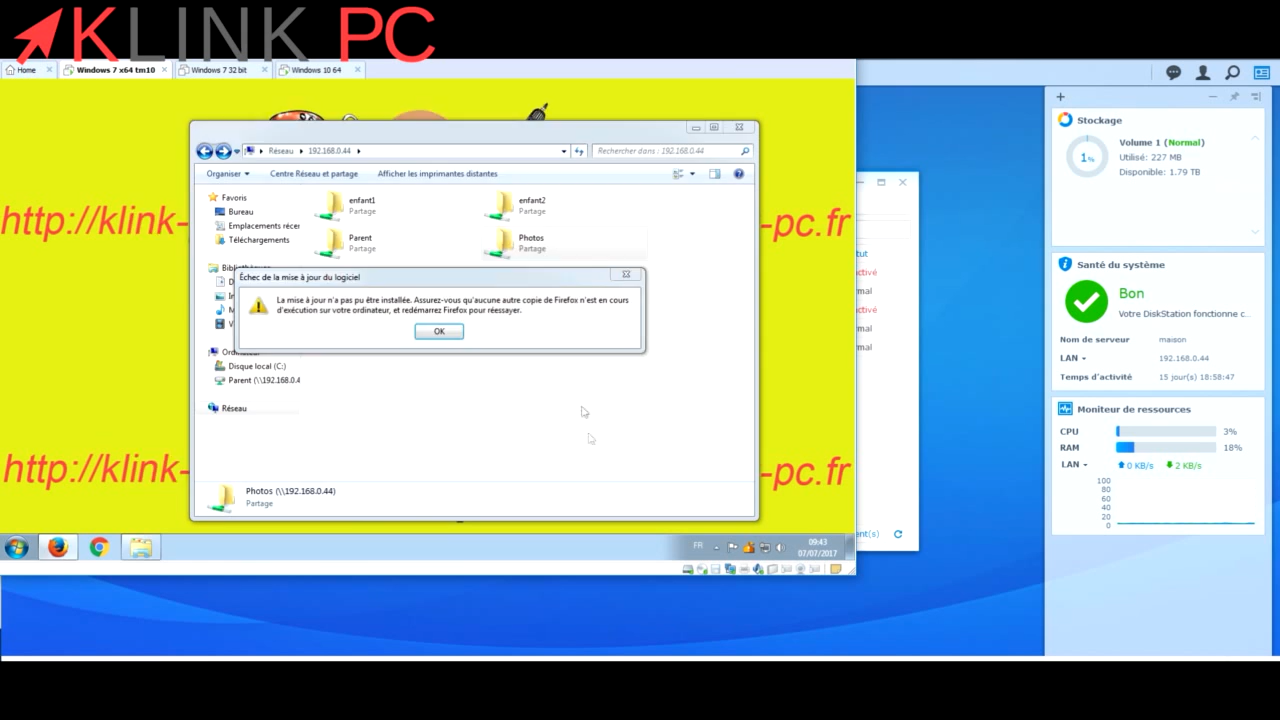 KLINK PC
Home
Windows 7 x64 tm10
Windows 7 32 bit
Windows 10 64
Réseau
192.168.0.44
Rechercher dans : 192.168.0.44
Organiser
Centre Réseau et partage
Afficher les imprimantes distantes
Favoris
Bureau
Emplacements récer
Téléchargements
enfant1
Partage
enfant2
Partage
Parent
Partage
Photos
Partage
http://klink-
-pc.fr
Échec de la mise à jour du logiciel
La mise à jour n'a pas pu être installée. Assurez-vous qu'aucune autre copie de Firefox n'est en cours
d'exécution sur votre ordinateur, et redémarrez Firefox pour réessayer.
OK
Disque local (C:)
Parent (\\192.168.0.4
Réseau
http://klink-
-pc.fr
Photos (\\192.168.0.44)
Partage
FR
09:43
07/07/2017
tut
ctivé
mal
ctivé
mal
mal
ent(s)
Stockage
1%
Volume 1 (Normal)
Utilisé: 227 MB
Disponible: 1.79 TB
Santé du système
Bon
Votre DiskStation fonctionne c...
Nom de serveur
maison
LAN
192.168.0.44
Temps d'activité
15 jour(s) 18:58:47
Moniteur de ressources
CPU
3%
RAM
18%
LAN
0 KB/s
2 KB/s
100
80
60
40
20
0